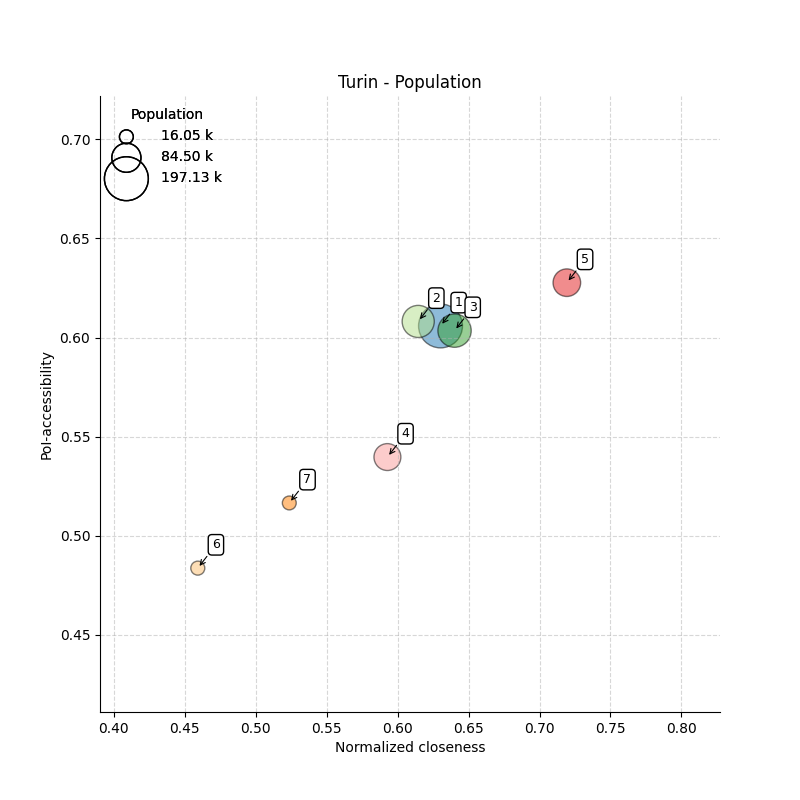 Turin - Population
Population
16.05 k
84.50 k
197.13 k
0.70
0.65
0.60
0.55
0.50
0.45
PoI-accessibility
5
2
1
3
4
7
6
0.40 0.45 0.50 0.55 0.60 0.65 0.70 0.75 0.80
Normalized closeness